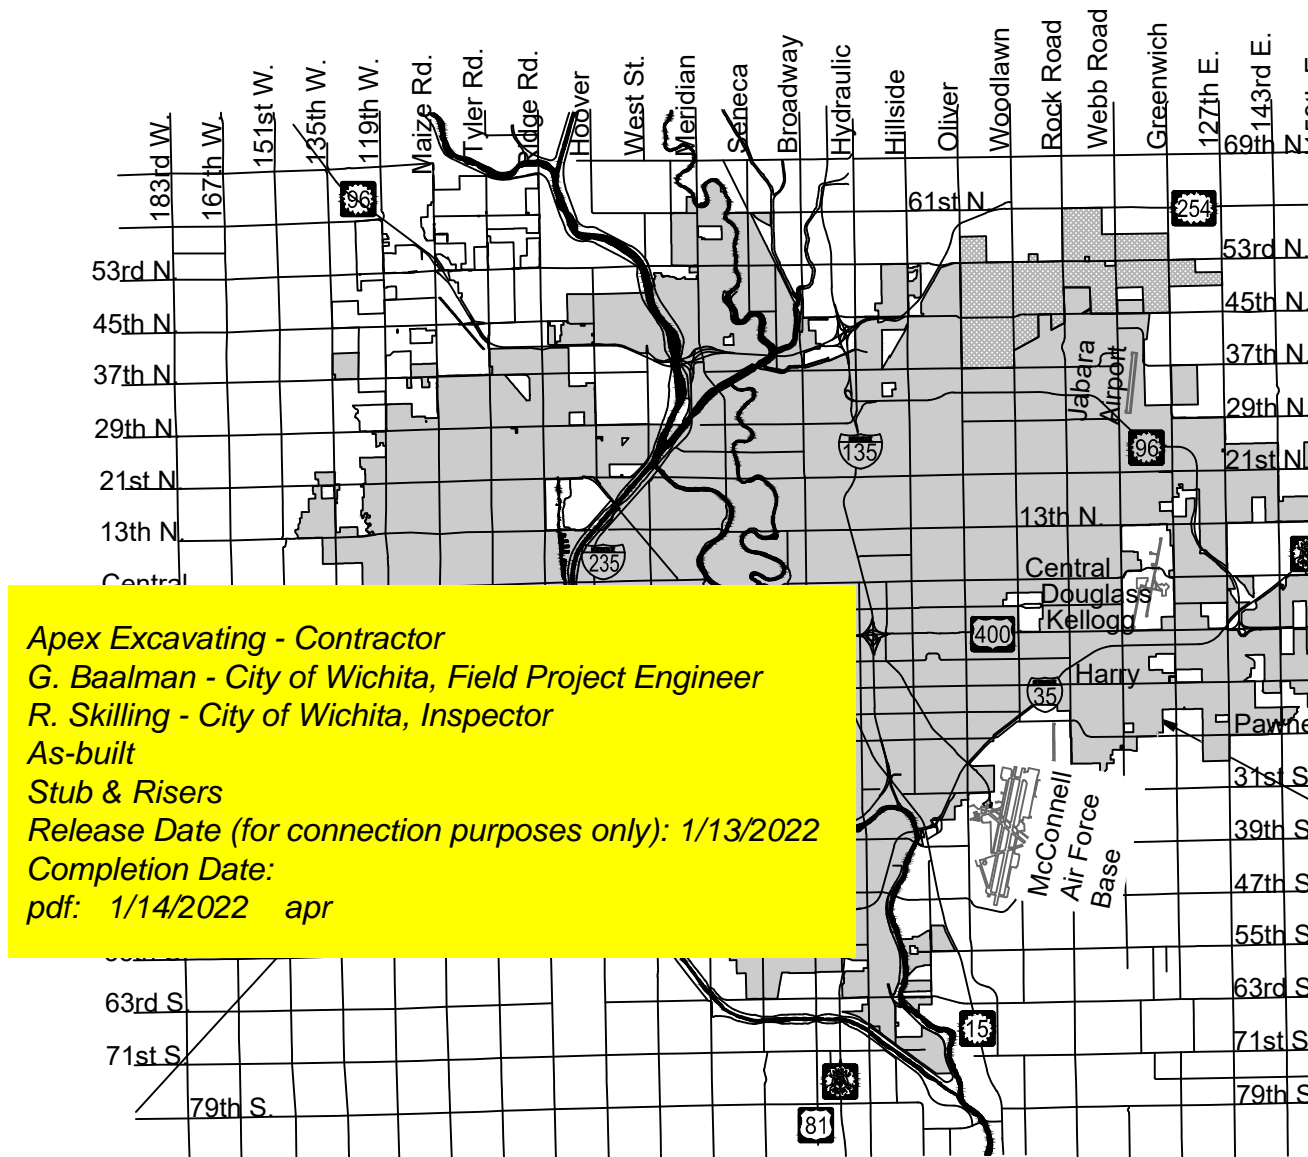 183rd W.
167th W.
151st W.
135th W.
119th W.
Maize Rd.
Tyler Rd.
Ridge Rd.
Hoover
West St.
Meridian
Seneca
Broadway
Hydraulic
Hillside
Oliver
Woodlawn
Rock Road
Webb Road
Greenwich
127th E.
143rd E.
69th N.
96
61st N.
254
53rd N.
53rd N.
45th N.
45th N.
37th N.
Jabara
Airport
37th N.
29th N.
29th N.
135
96
21st N.
21st N.
13th N.
13th N.
235
Central
Central
Douglass
Kellogg
400
Harry
35
Apex Excavating - Contractor
G. Baalman - City of Wichita, Field Project Engineer
R. Skilling - City of Wichita, Inspector
As-built
Stub & Risers
Release Date (for connection purposes only): 1/13/2022
Completion Date:
pdf: 1/14/2022 apr
Pawne
31st S
McConnell
Air Force
Base
39th S
47th S
55th S
63rd S.
63rd S
15
71st S.
71st S
79th S.
79th S
81